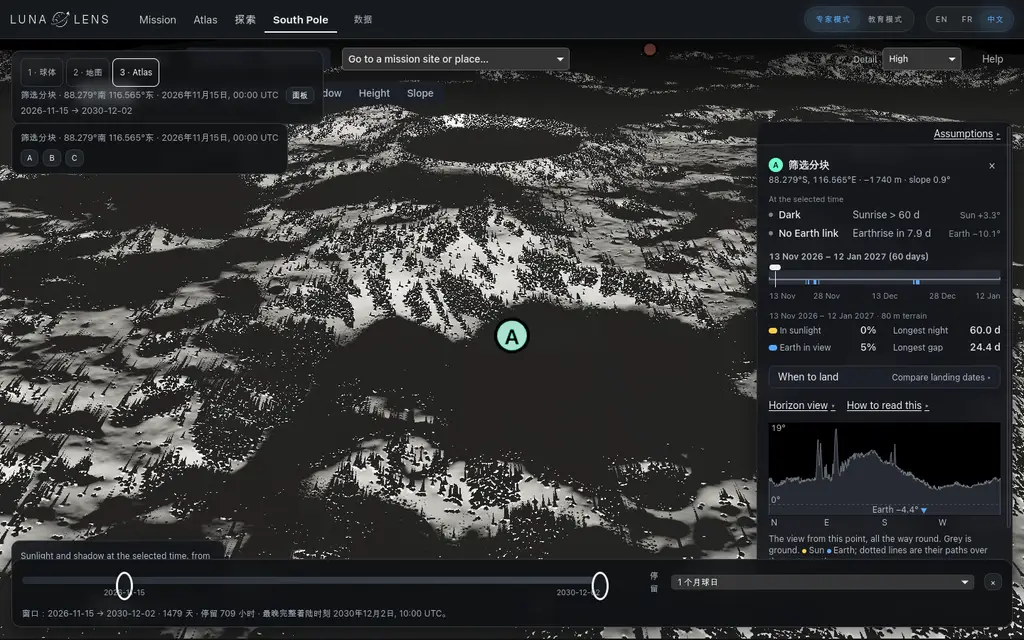 LUNA LENS
Mission Atlas 探索 South Pole 数据
专家模式 教育模式 EN FR 中文
1 · 球体 2 · 地图 3 · Atlas
筛选分块 · 88.279°南 116.565°东 · 2026年11月15日, 00:00 UTC 面板
2026-11-15 → 2030-12-02
筛选分块 · 88.279°南 116.565°东 · 2026年11月15日, 00:00 UTC
A B C
Go to a mission site or place...
Height Slope
Detail High Help
Assumptions
A 筛选分块 ×
88.279°S, 116.565°E · −1 740 m · slope 0.9°
At the selected time
Dark Sunrise > 60 d Sun +3.3°
No Earth link Earthrise in 7.9 d Earth −10.1°
13 Nov 2026 – 12 Jan 2027 (60 days)
13 Nov 28 Nov 13 Dec 28 Dec 12 Jan
13 Nov 2026 – 12 Jan 2027 · 80 m terrain
In sunlight 0% Longest night 60.0 d
Earth in view 5% Longest gap 24.4 d
When to land Compare landing dates
Horizon view How to read this
19°
0°
Earth −4.4°
N E S W
The view from this point, all the way round. Grey is
ground. Sun Earth; dotted lines are their paths over
A
Sunlight and shadow at the selected time, from
停留 1 个月球日 ×
窗口：2026-11-15 → 2030-12-02 · 1479 天 · 停留 709 小时 · 最晚完整着陆时刻 2030年12月2日, 10:00 UTC。